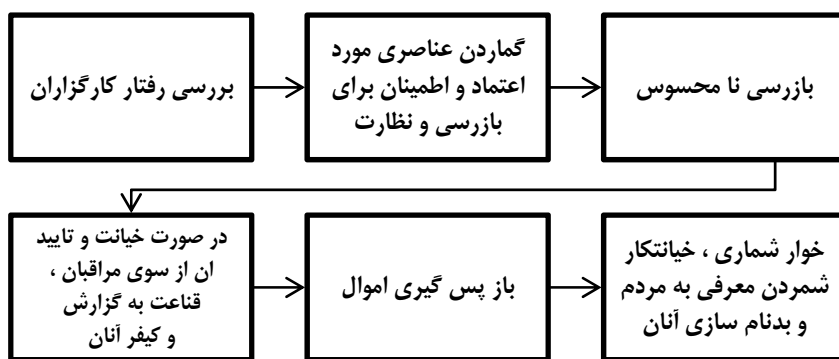 بررسی رفتار کارگزاران
گماردن عناصری مورد
اعتماد و اطمینان برای
بازرسی و نظارت
بازرسی نا محسوس
در صورت خیانت و تایید
ان از سوی مراقبان ،
قناعت به گزارش
و کیفر آنان
باز پس گیری اموال
خوار شماری ، خیانتکار
شمردن معرفی به مردم
و بدنام سازی آنان